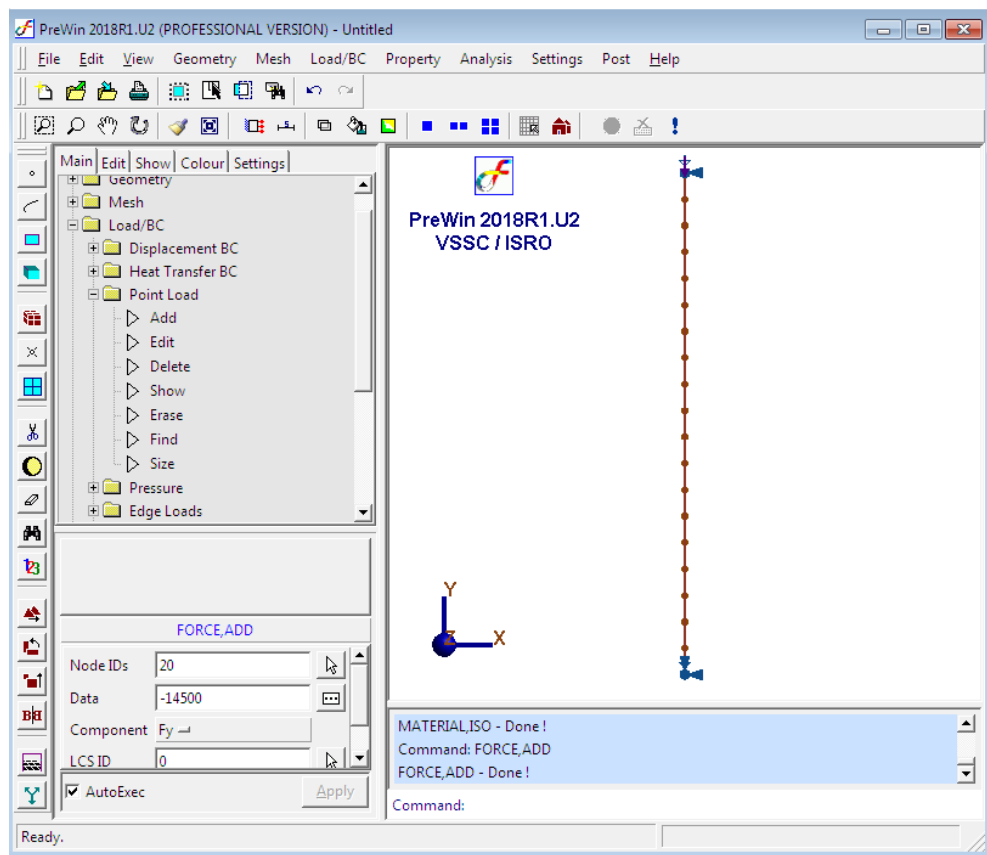 PreWin 2018R1.U2 (PROFESSIONAL VERSION) - Untitled
File Edit View Geometry Mesh Load/BC Property Analysis Settings Post Help
Main Edit Show Colour Settings
Geometry
Mesh
Load/BC
Displacement BC
Heat Transfer BC
Point Load
Add
Edit
Delete
Show
Erase
Find
Size
Pressure
Edge Loads
123
FORCE,ADD
Node IDs 20
Data -14500
Component Fy
LCS ID 0
AutoExec Apply
PreWin 2018R1.U2
VSSC / ISRO
Y
Z X
MATERIAL,ISO - Done !
Command: FORCE,ADD
FORCE,ADD - Done !
Command:
Ready.